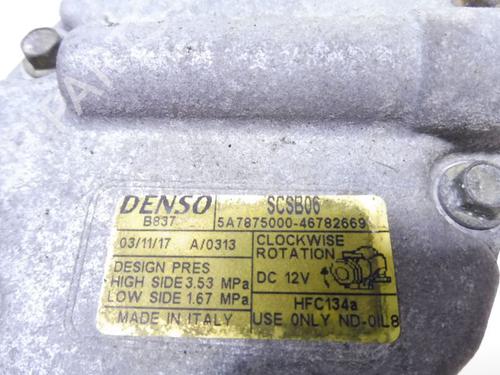 DENSO SCSB06
B837 5A7875000-46782669
03/11/17 A/0313 CLOCKWISE
ROTATION
DESIGN PRES
HIGH SIDE 3.53 MPa DC 12V
LOW SIDE 1.67 MPa HFC134a
MADE IN ITALY USE ONLY ND-OIL8